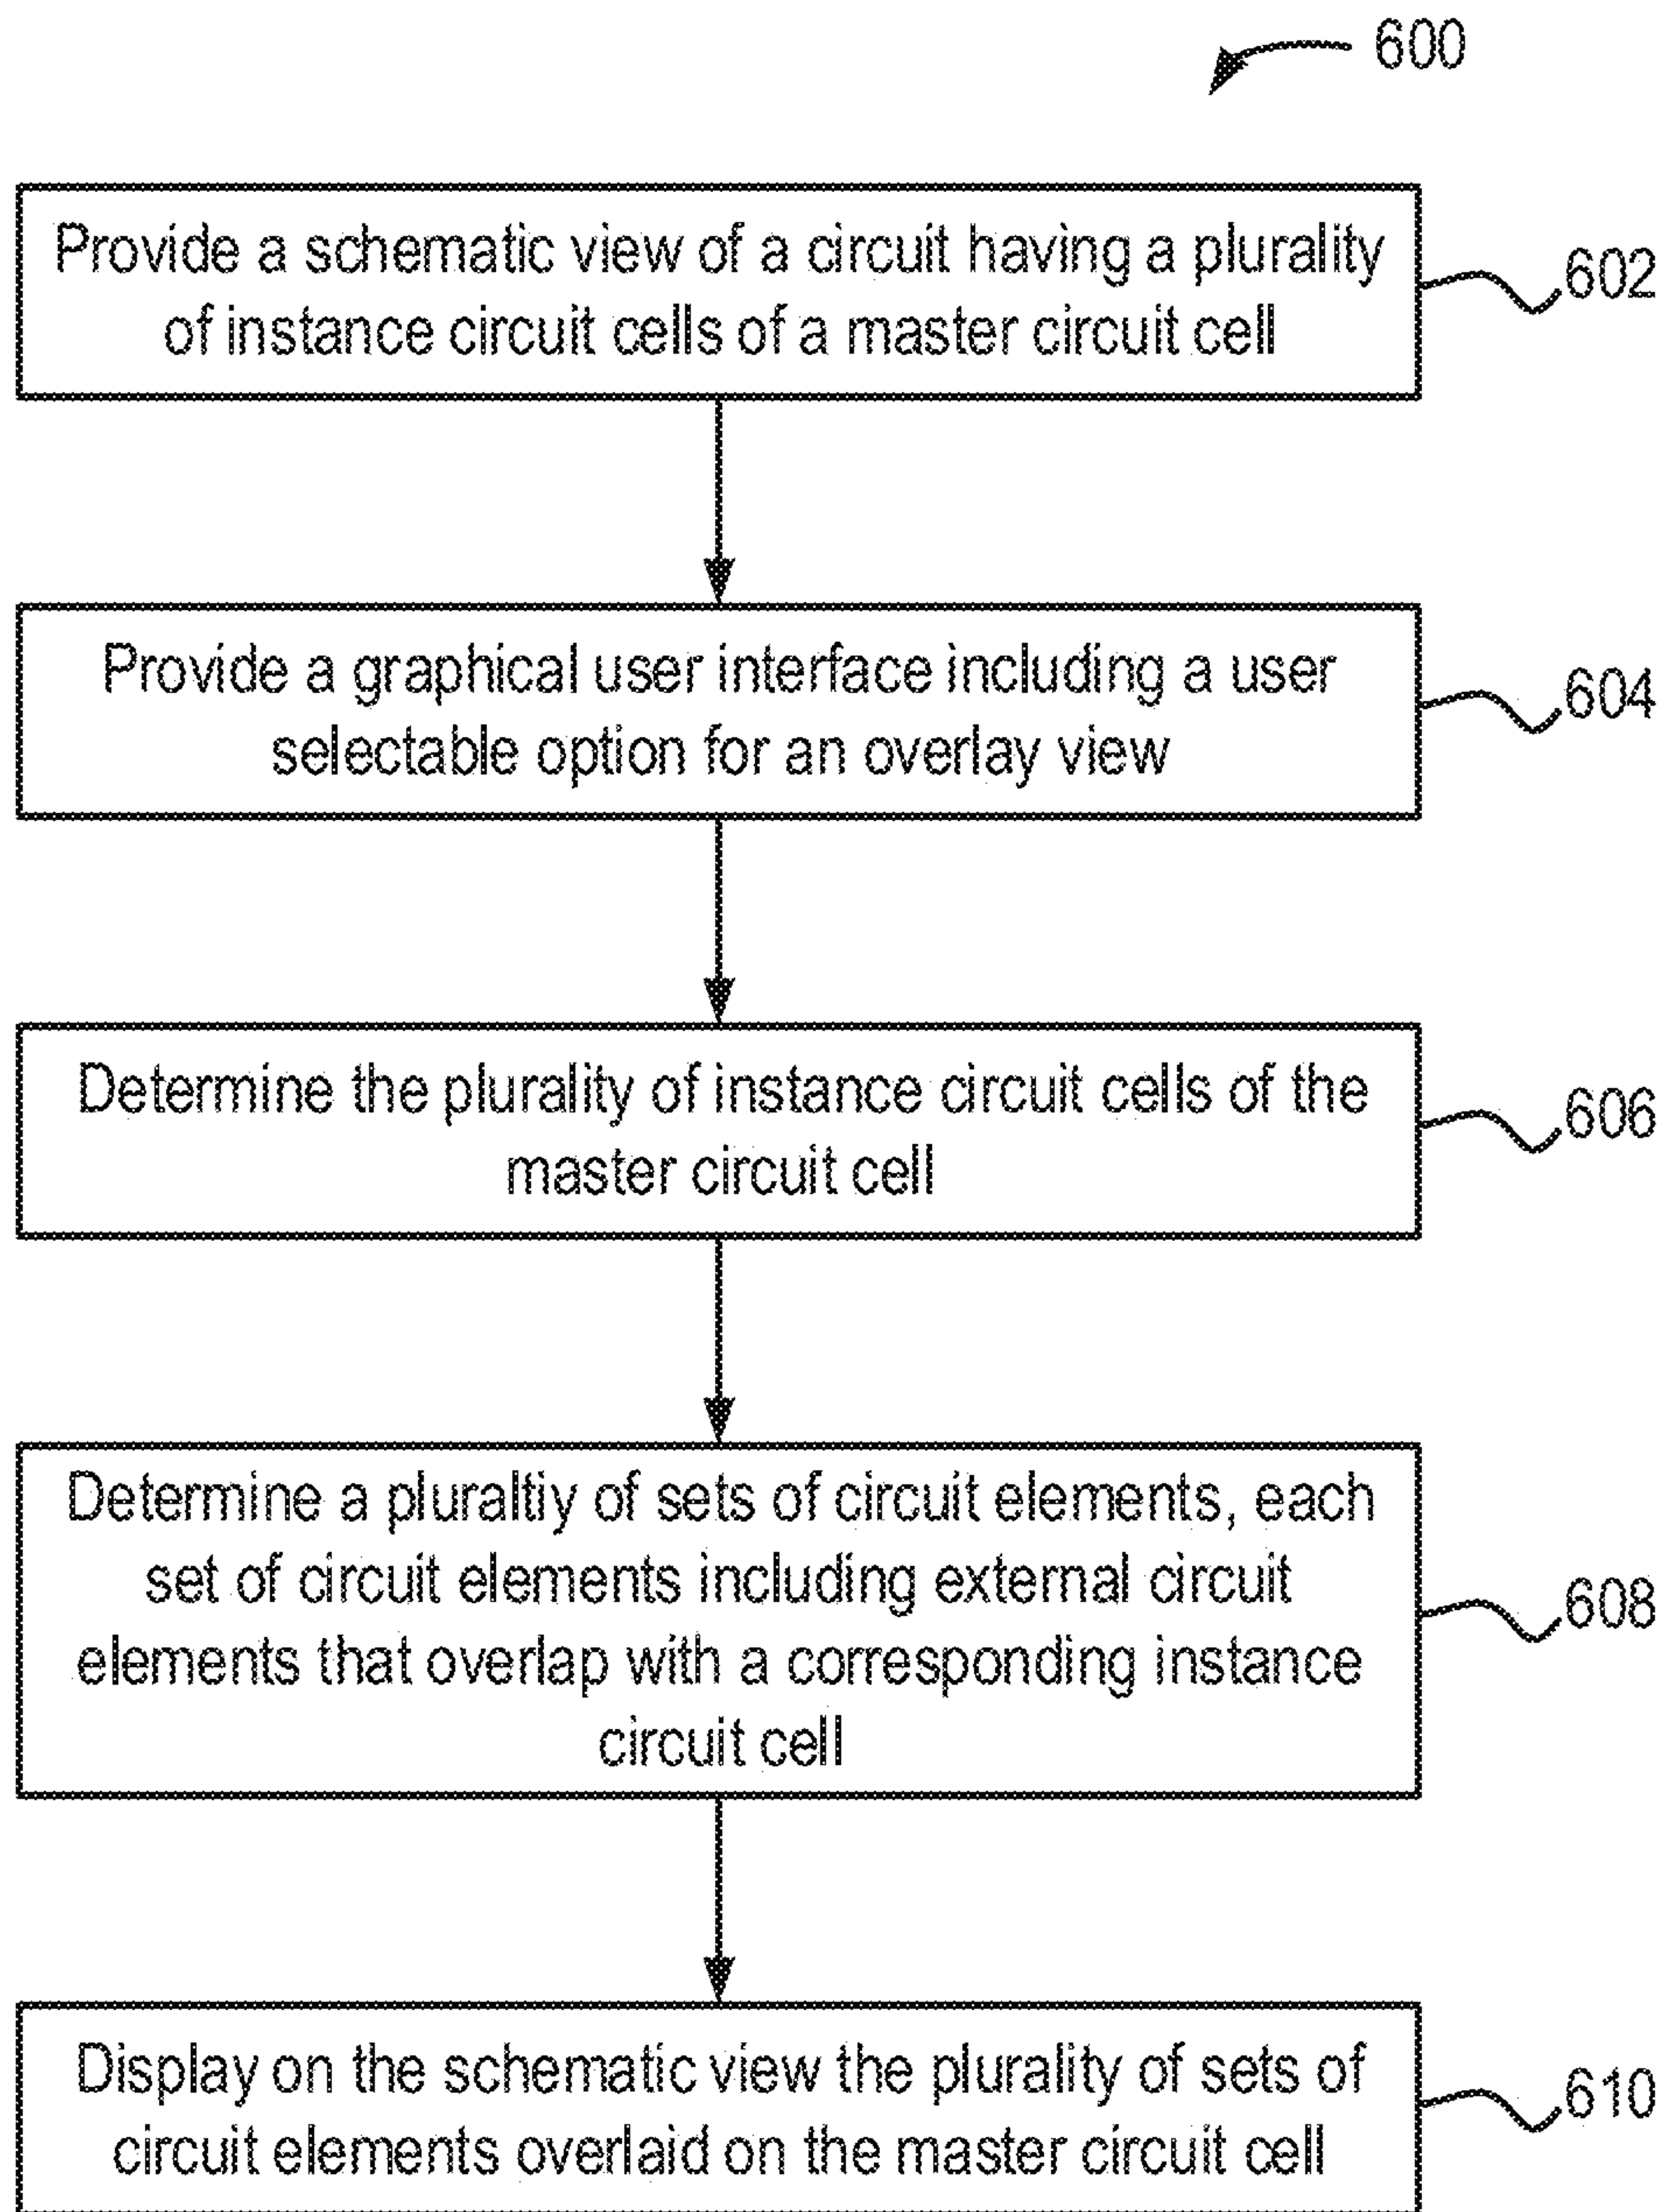 600
Provide a schematic view of a circuit having a plurality
of instance circuit cells of a master circuit cell
602
Provide a graphical user interface including a user
selectable option for an overlay view
604
Determine the plurality of instance circuit cells of the
master circuit cell
606
Determine a pluraltiy of sets of circuit elements, each
set of circuit elements including external circuit
elements that overlap with a corresponding instance
circuit cell
608
Display on the schematic view the plurality of sets of
circuit elements overlaid on the master circuit cell
610